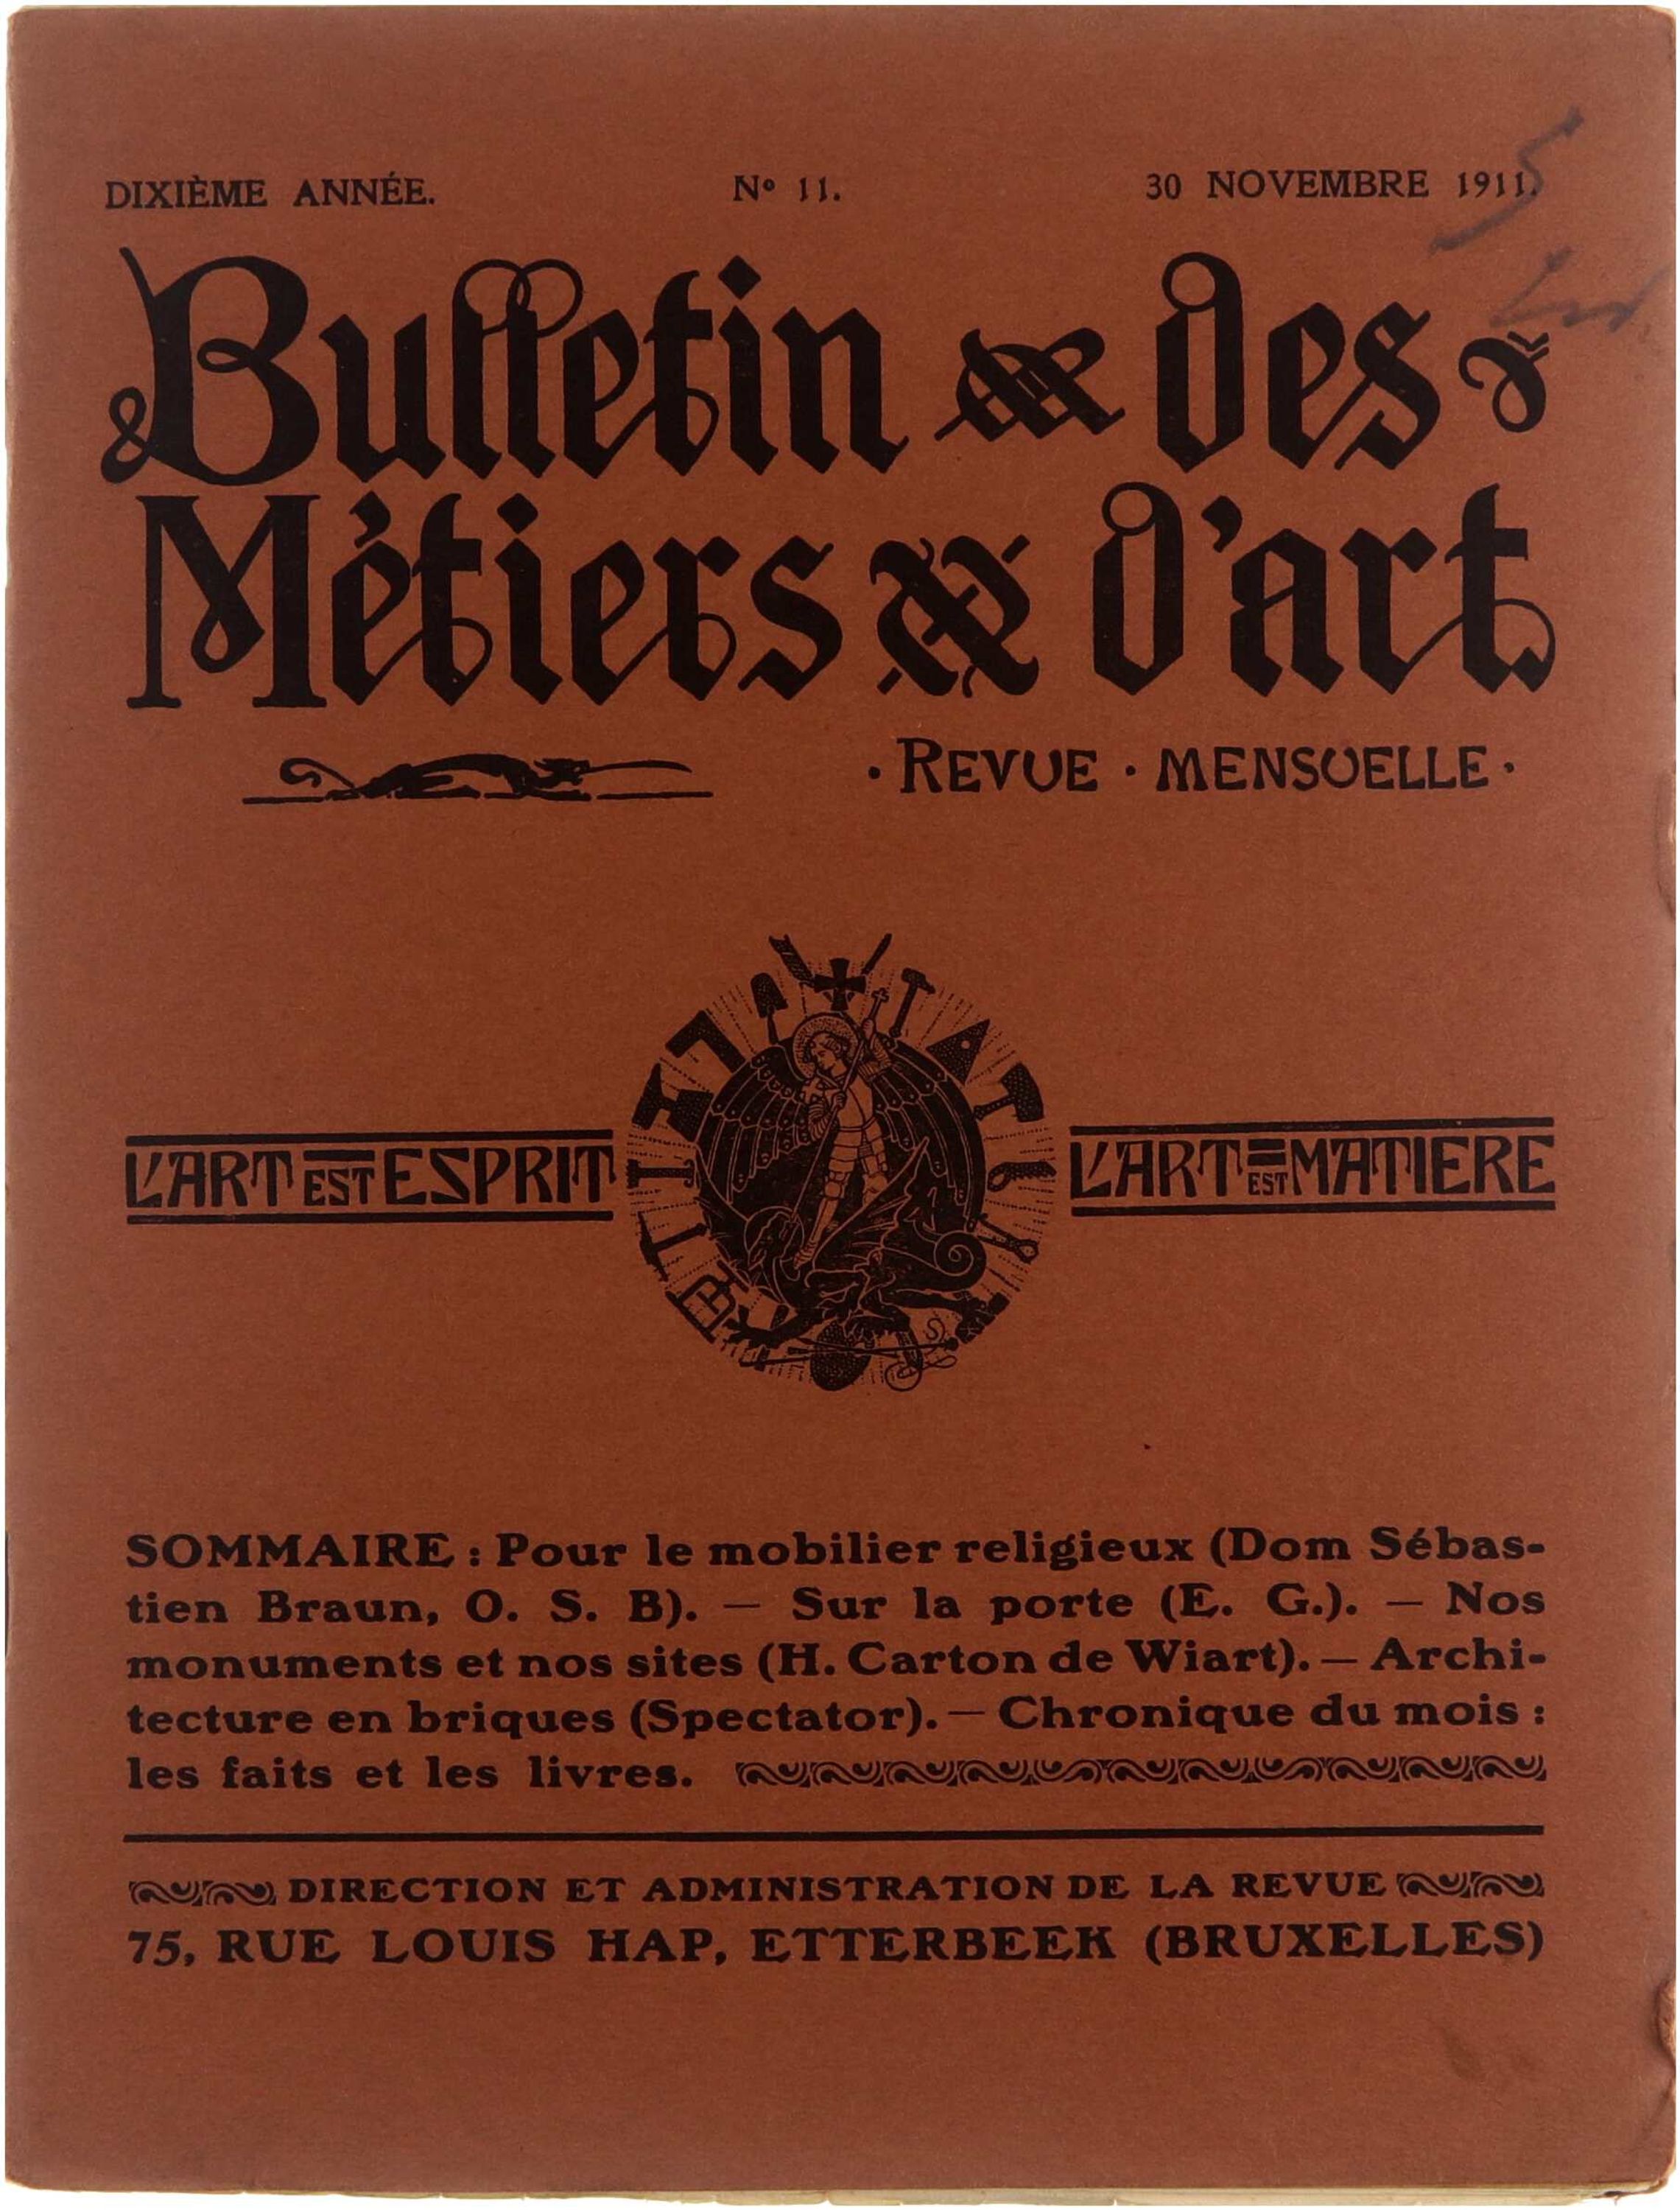 DIXIÈME ANNÉE. Nº 11. 30 NOVEMBRE 1911.
5
Bulletin des
Métiers d'art
· REVUE · MENSUELLE ·
L'ART EST ESPRIT L'ART EST MATIERE
SOMMAIRE : Pour le mobilier religieux (Dom Sébas-
tien Braun, O. S. B). — Sur la porte (E. G.). — Nos
monuments et nos sites (H. Carton de Wiart). — Archi-
tecture en briques (Spectator). — Chronique du mois :
les faits et les livres.
DIRECTION ET ADMINISTRATION DE LA REVUE
75, RUE LOUIS HAP, ETTERBEEK (BRUXELLES)